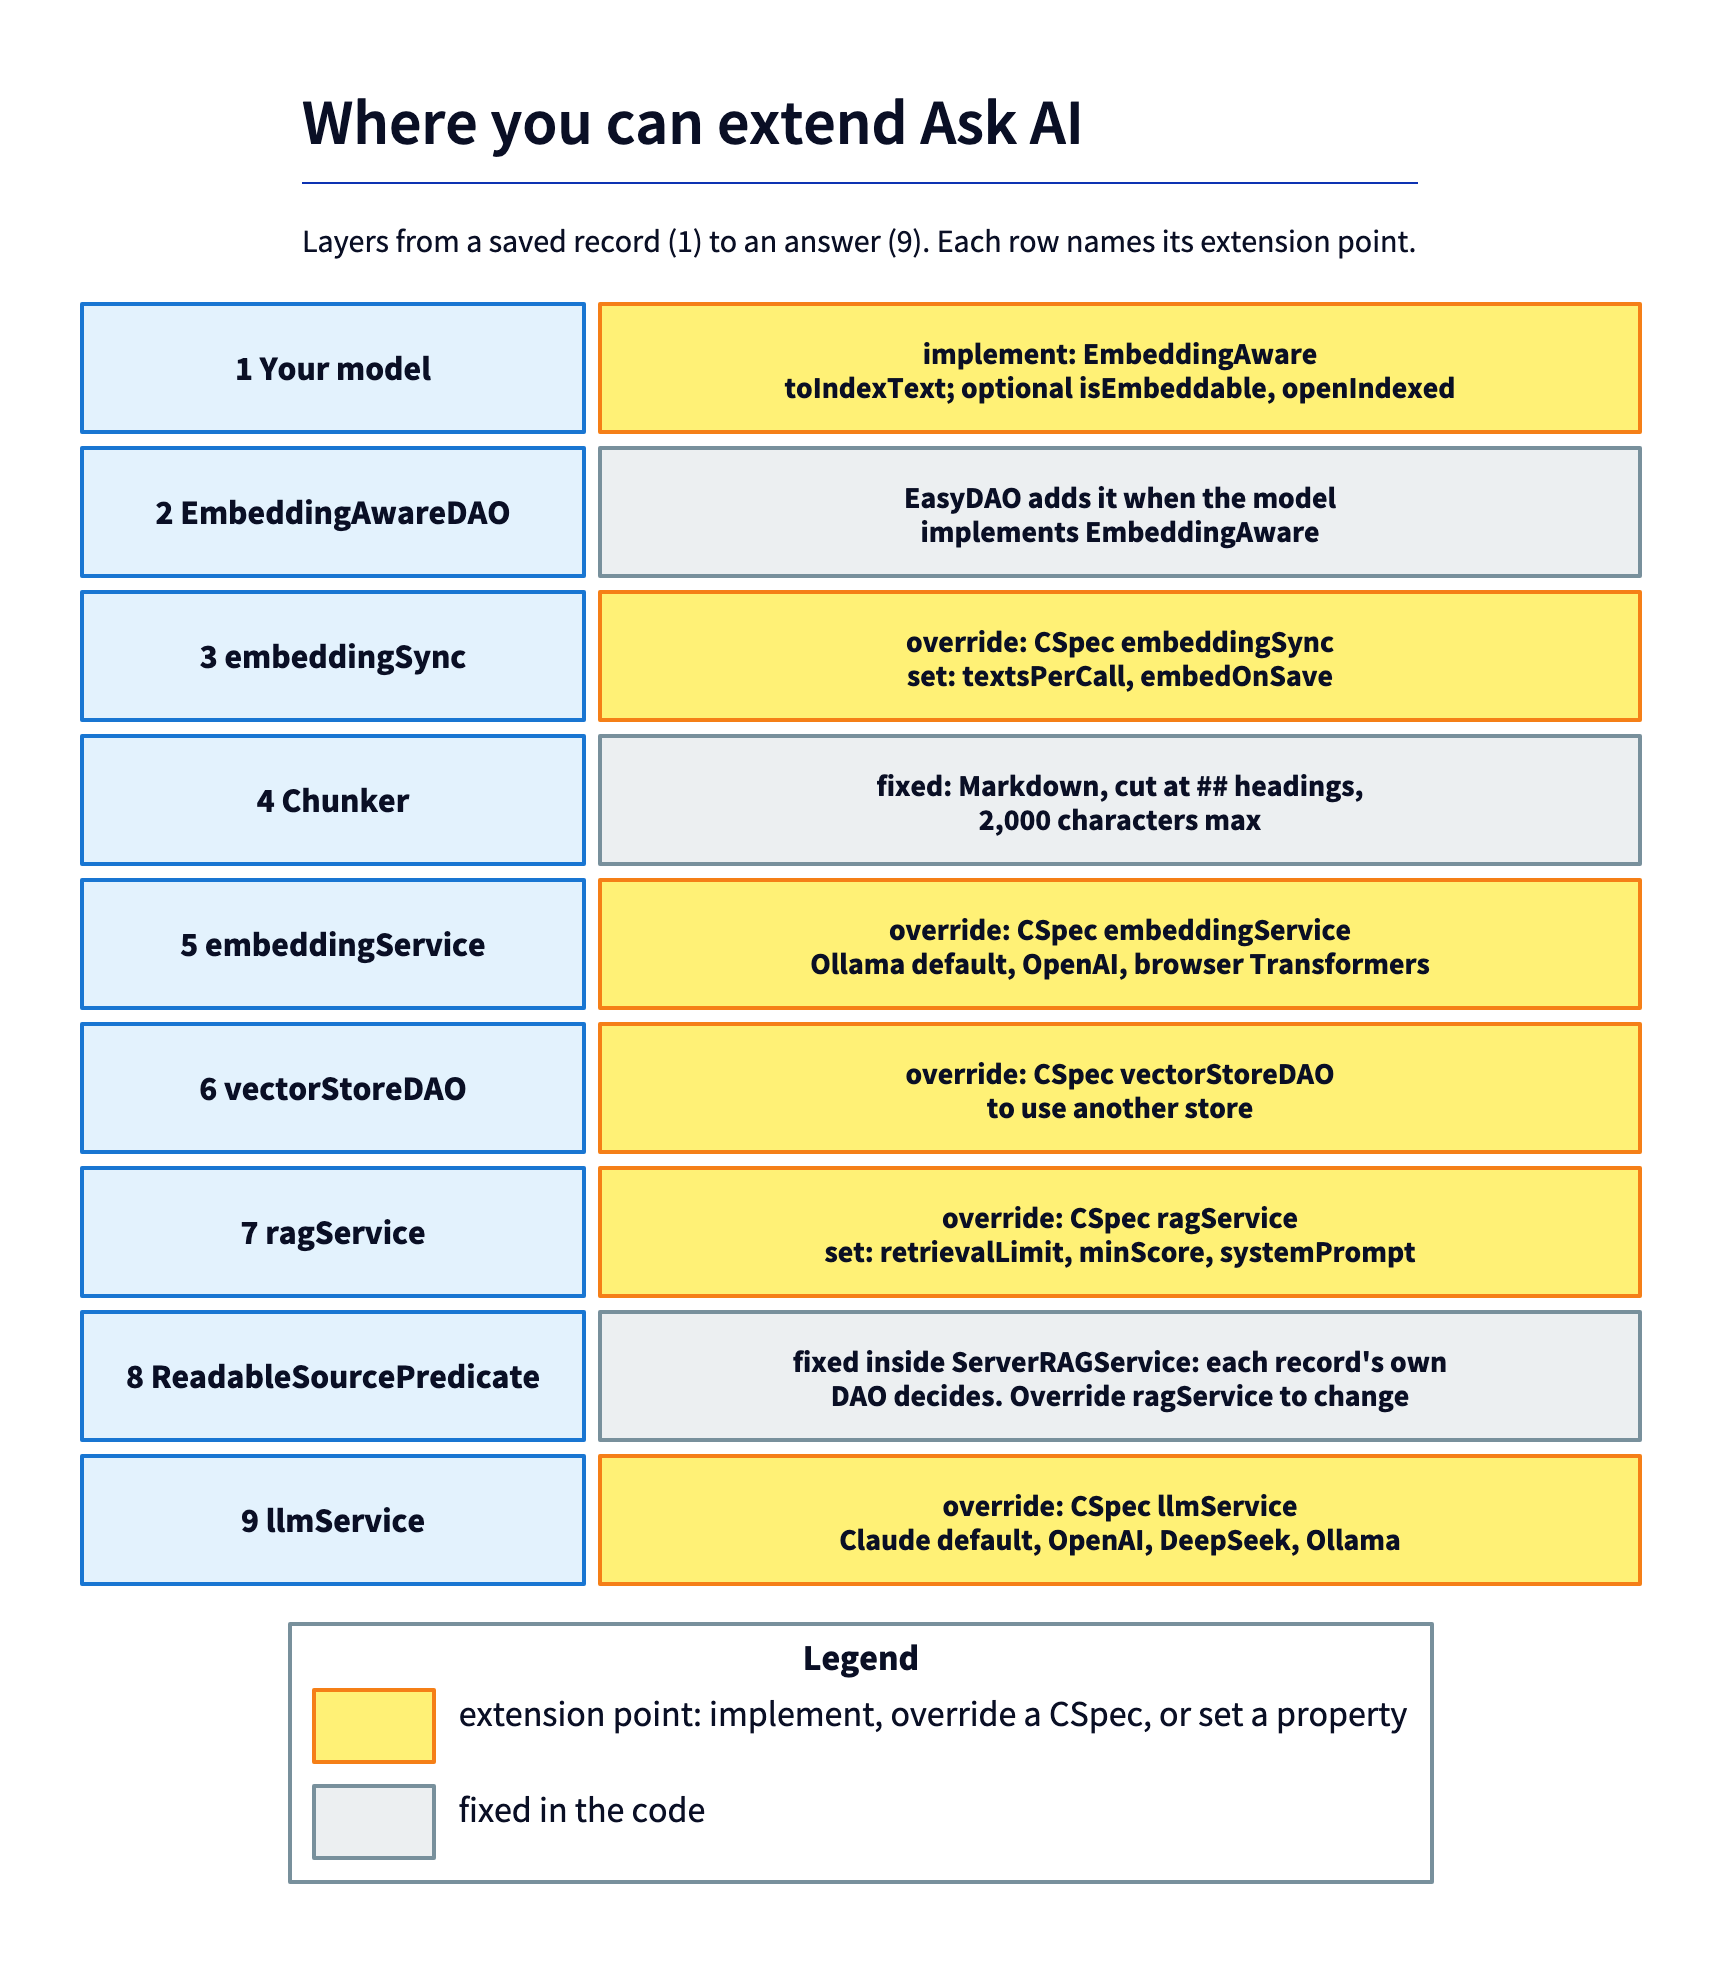 Where you can extend Ask AI
Layers from a saved record (1) to an answer (9). Each row names its extension point.
1 Your model
implement: EmbeddingAware
toIndexText; optional isEmbeddable, openIndexed
2 EmbeddingAwareDAO
EasyDAO adds it when the model
implements EmbeddingAware
3 embeddingSync
override: CSpec embeddingSync
set: textsPerCall, embedOnSave
4 Chunker
fixed: Markdown, cut at ## headings,
2,000 characters max
5 embeddingService
override: CSpec embeddingService
Ollama default, OpenAI, browser Transformers
6 vectorStoreDAO
override: CSpec vectorStoreDAO
to use another store
7 ragService
override: CSpec ragService
set: retrievalLimit, minScore, systemPrompt
8 ReadableSourcePredicate
fixed inside ServerRAGService: each record's own
DAO decides. Override ragService to change
9 llmService
override: CSpec llmService
Claude default, OpenAI, DeepSeek, Ollama
Legend
extension point: implement, override a CSpec, or set a property
fixed in the code